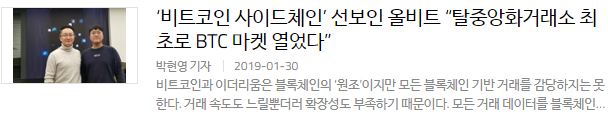 ‘비트코인 사이드체인’ 선보인 올비트 “탈중앙화거래소 최
초로 BTC 마켓 열었다”
박현영 기자 | 2019-01-30
비트코인과 이더리움은 블록체인의 ‘원조’이지만 모든 블록체인 기반 거래를 감당하지는 못
한다. 거래 속도도 느릴뿐더러 확장성도 부족하기 때문이다. 모든 거래 데이터를 블록체인...